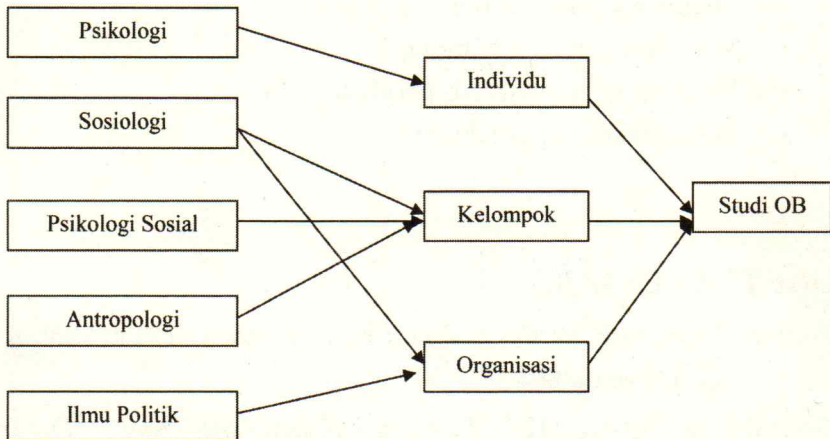 Psikologi
Sosiologi
Psikologi Sosial
Antropologi
Ilmu Politik
Individu
Kelompok
Organisasi
Studi OB